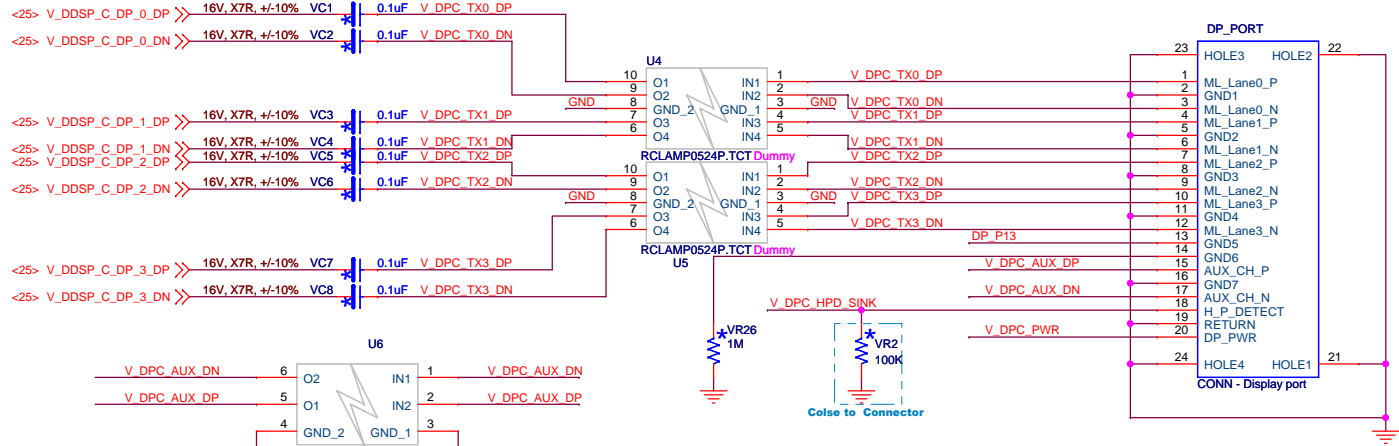 <25> V_DDSP_C_DP_0_DP 16V, X7R, +/-10% VC1 * 0.1uF V_DPC_TX0_DP
<25> V_DDSP_C_DP_0_DN 16V, X7R, +/-10% VC2 * 0.1uF V_DPC_TX0_DN
<25> V_DDSP_C_DP_1_DP 16V, X7R, +/-10% VC3 * 0.1uF V_DPC_TX1_DP
<25> V_DDSP_C_DP_1_DN 16V, X7R, +/-10% VC4 * 0.1uF V_DPC_TX1_DN
<25> V_DDSP_C_DP_2_DP 16V, X7R, +/-10% VC5 * 0.1uF V_DPC_TX2_DP
<25> V_DDSP_C_DP_2_DN 16V, X7R, +/-10% VC6 * 0.1uF V_DPC_TX2_DN
<25> V_DDSP_C_DP_3_DP 16V, X7R, +/-10% VC7 * 0.1uF V_DPC_TX3_DP
<25> V_DDSP_C_DP_3_DN 16V, X7R, +/-10% VC8 * 0.1uF V_DPC_TX3_DN
U4
10 O1 IN1 1
9 O2 IN2 2
GND 8 GND_2 GND_1 3 GND
7 O3 IN3 4
6 O4 IN4 5
RCLAMP0524P.TCT Dummy
10 O1 IN1 1
9 O2 IN2 2
GND 8 GND_2 GND_1 3 GND
7 O3 IN3 4
6 O4 IN4 5
RCLAMP0524P.TCT Dummy
U5
V_DPC_TX0_DP
V_DPC_TX0_DN
V_DPC_TX1_DP
V_DPC_TX1_DN
V_DPC_TX2_DP
V_DPC_TX2_DN
V_DPC_TX3_DP
V_DPC_TX3_DN
DP_P13
V_DPC_AUX_DP
V_DPC_AUX_DN
V_DPC_HPD_SINK
V_DPC_PWR
* VR26
1M
* VR2
100K
Colse to Connector
DP_PORT
23 HOLE3 HOLE2 22
1 ML_Lane0_P
2 GND1
3 ML_Lane0_N
4 ML_Lane1_P
5 GND2
6 ML_Lane1_N
7 ML_Lane2_P
8 GND3
9 ML_Lane2_N
10 ML_Lane3_P
11 GND4
12 ML_Lane3_N
13 GND5
14 GND6
15 AUX_CH_P
16 GND7
17 AUX_CH_N
18 H_P_DETECT
19 RETURN
20 DP_PWR
24 HOLE4 HOLE1 21
CONN - Display port
U6
V_DPC_AUX_DN 6 O2 IN1 1 V_DPC_AUX_DN
V_DPC_AUX_DP 5 O1 IN2 2 V_DPC_AUX_DP
4 GND_2 GND_1 3